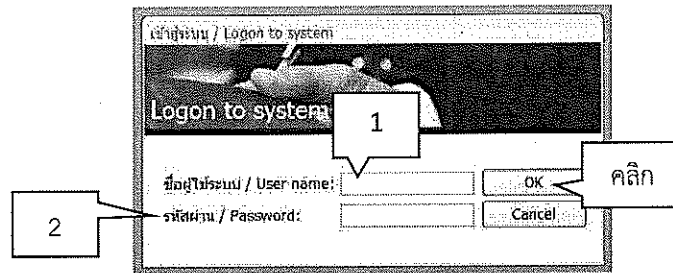 เข้าสู่ระบบ / Logon to system
Logon to system
1
ชื่อผู้ใช้ระบบ / User name:
OK
คลิก
2
รหัสผ่าน / Password:
Cancel